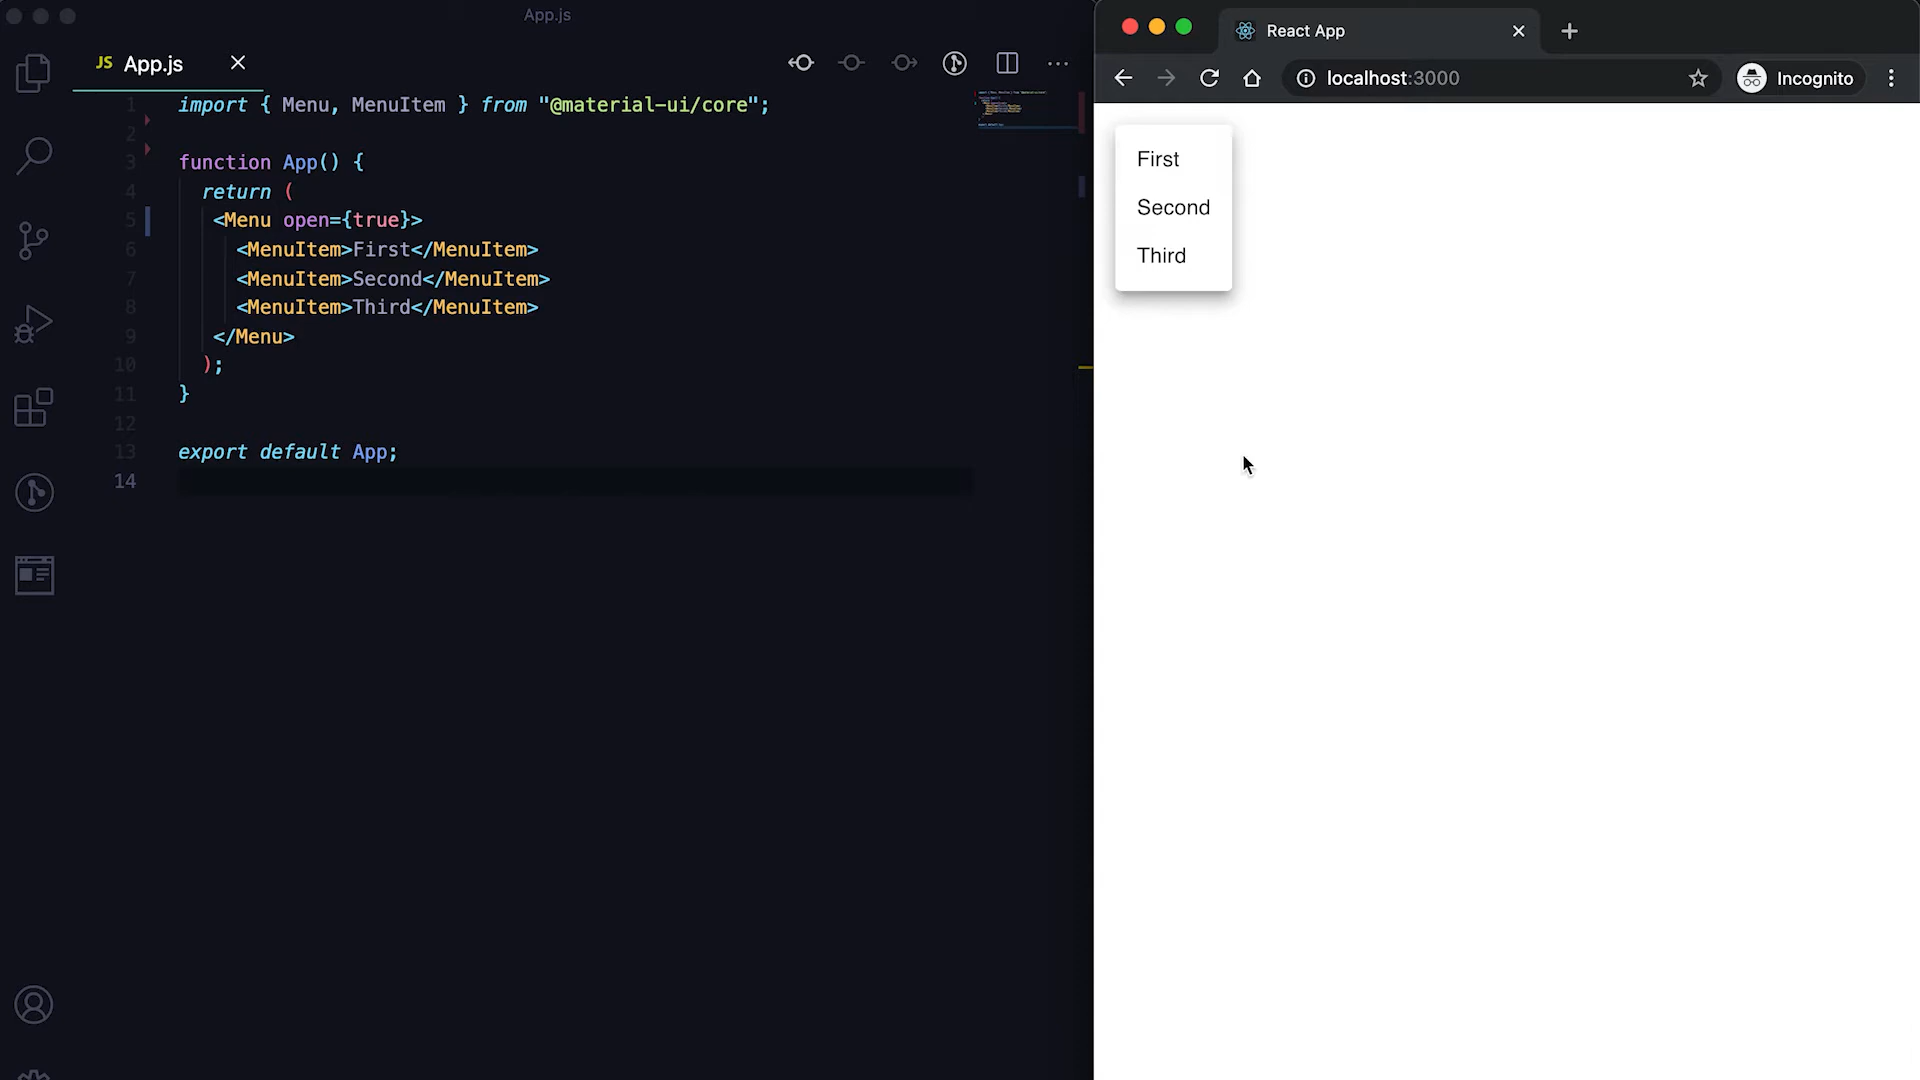 App.js
JS App.js
1 import { Menu, MenuItem } from "@material-ui/core";
2
3 function App() {
4 return (
5 <Menu open={true}>
6 <MenuItem>First</MenuItem>
7 <MenuItem>Second</MenuItem>
8 <MenuItem>Third</MenuItem>
9 </Menu>
10 );
11 }
12
13 export default App;
14
React App
localhost:3000
Incognito
First
Second
Third